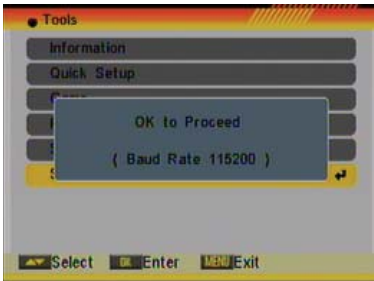 Tools
Information
Quick Setup
OK to Proceed
( Baud Rate 115200 )
Select OK Enter MENU Exit